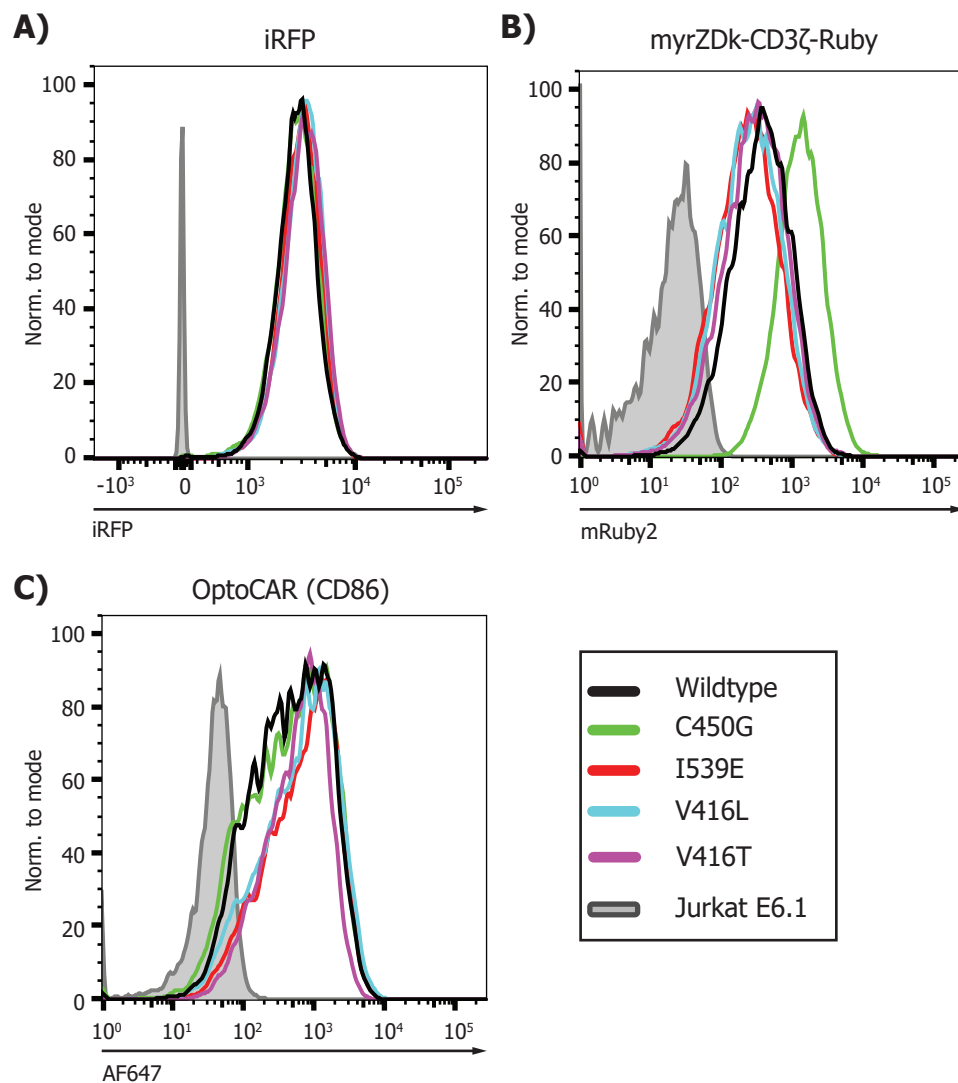 A)
iRFP
Norm. to mode
100
80
60
40
20
0
-10³ 0 10³ 10⁴ 10⁵
iRFP
B)
myrZDk-CD3ζ-Ruby
Norm. to mode
100
80
60
40
20
0
10⁰ 10¹ 10² 10³ 10⁴ 10⁵
mRuby2
C)
OptoCAR (CD86)
Norm. to mode
100
80
60
40
20
0
10⁰ 10¹ 10² 10³ 10⁴ 10⁵
AF647
Wildtype
C450G
I539E
V416L
V416T
Jurkat E6.1